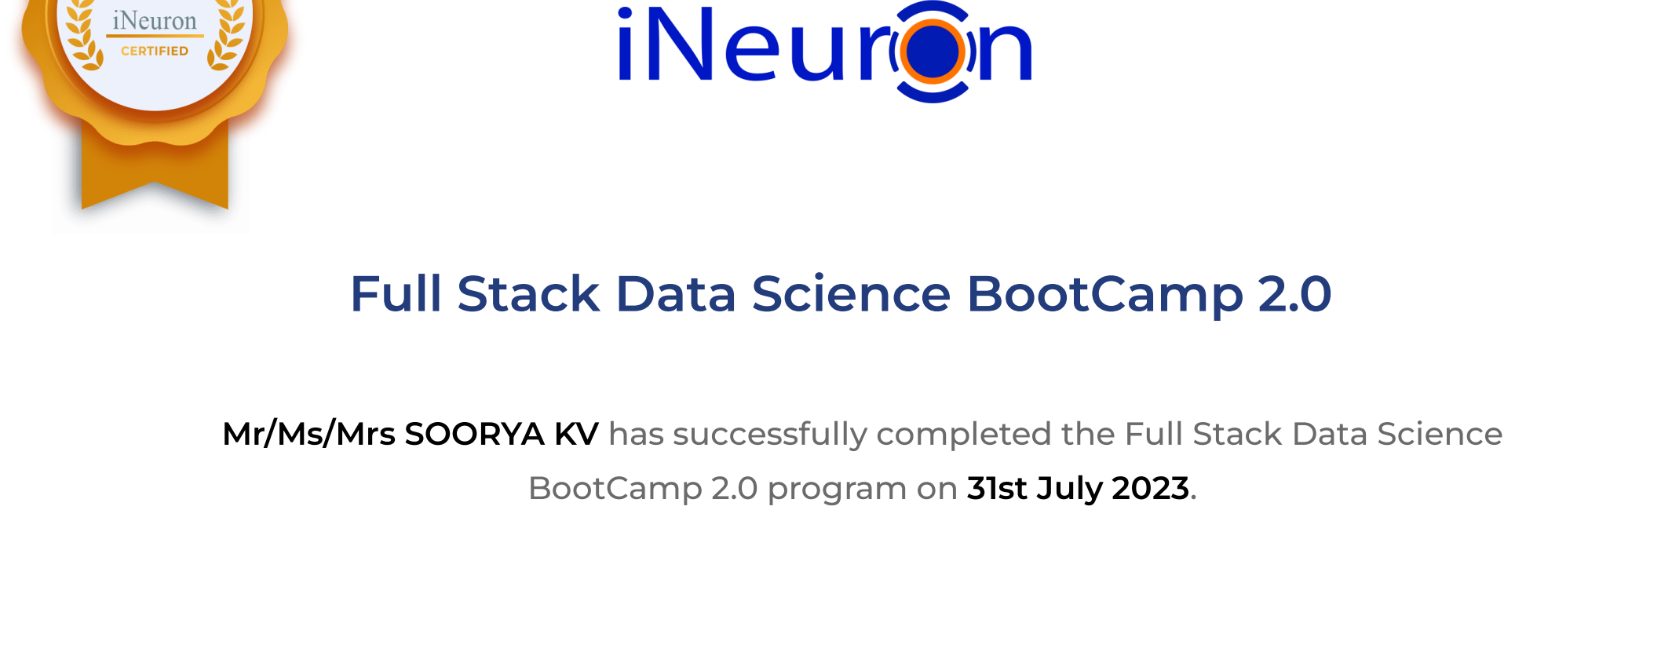 iNeuron
CERTIFIED
iNeuron
Full Stack Data Science BootCamp 2.0
Mr/Ms/Mrs SOORYA KV has successfully completed the Full Stack Data Science
BootCamp 2.0 program on 31st July 2023.